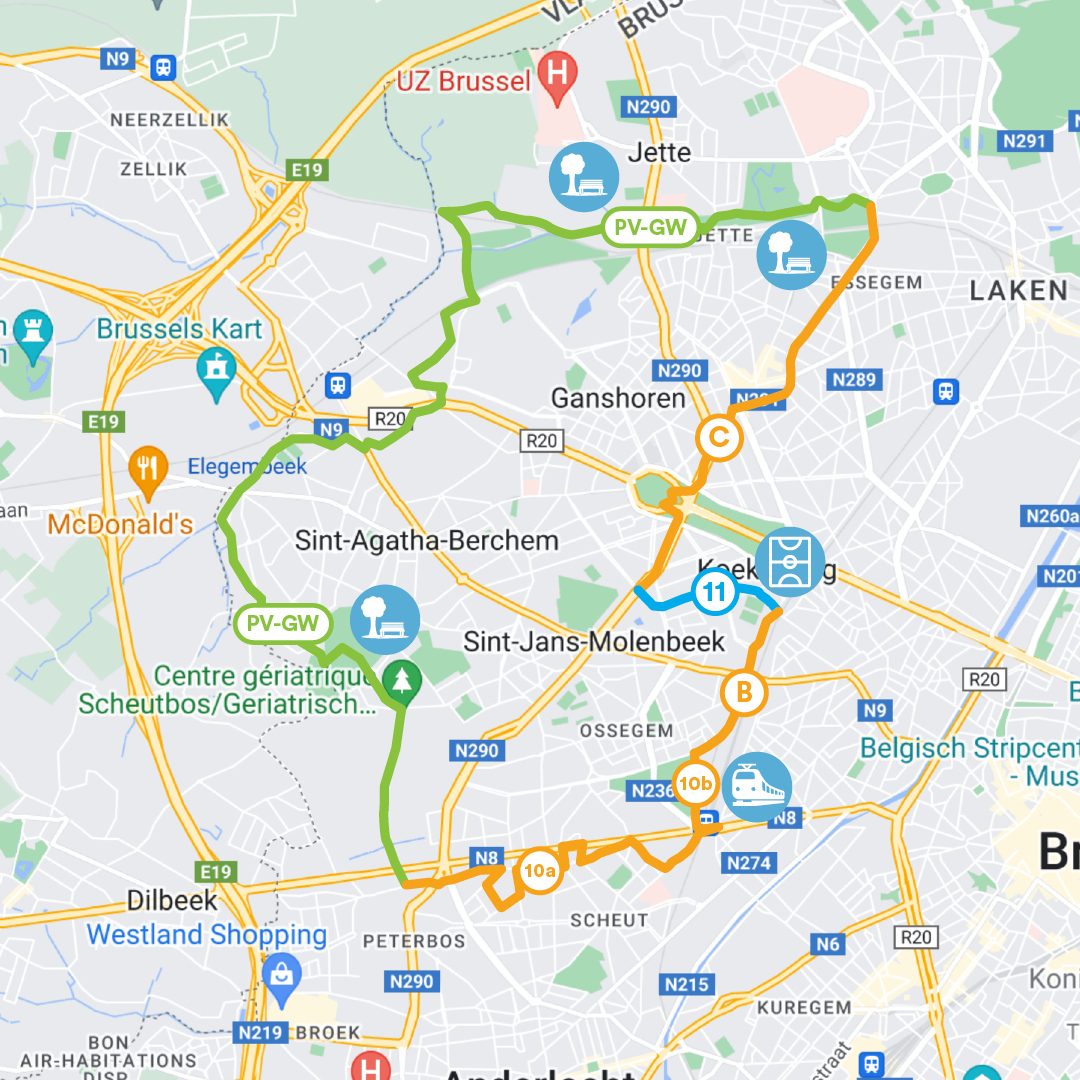 VLA
BRUS
N9
UZ Brussel
H
N290
NEERZELLIK
N291
Jette
E19
ZELLIK
PV-GW
JETTE
ESSEGEM
LAKEN
Brussels Kart
N290
N289
Ganshoren
E19
R20
N9
C
R20
Elegembeek
McDonald's
N260a
Sint-Agatha-Berchem
N201
11
PV-GW
Sint-Jans-Molenbeek
Centre gériatrique
Scheutbos/Geriatrisch...
R20
B
N9
OSSEGEM
N290
Belgisch Stripcent
- Mus
N236
10b
N8
N8
N274
E19
10a
Br
Dilbeek
SCHEUT
Westland Shopping
PETERBOS
N6
R20
N290
N215
Koni
KUREGEM
N219
BROEK
BON
AIR-HABITATIONS
DISP
H
straat
Anderlecht